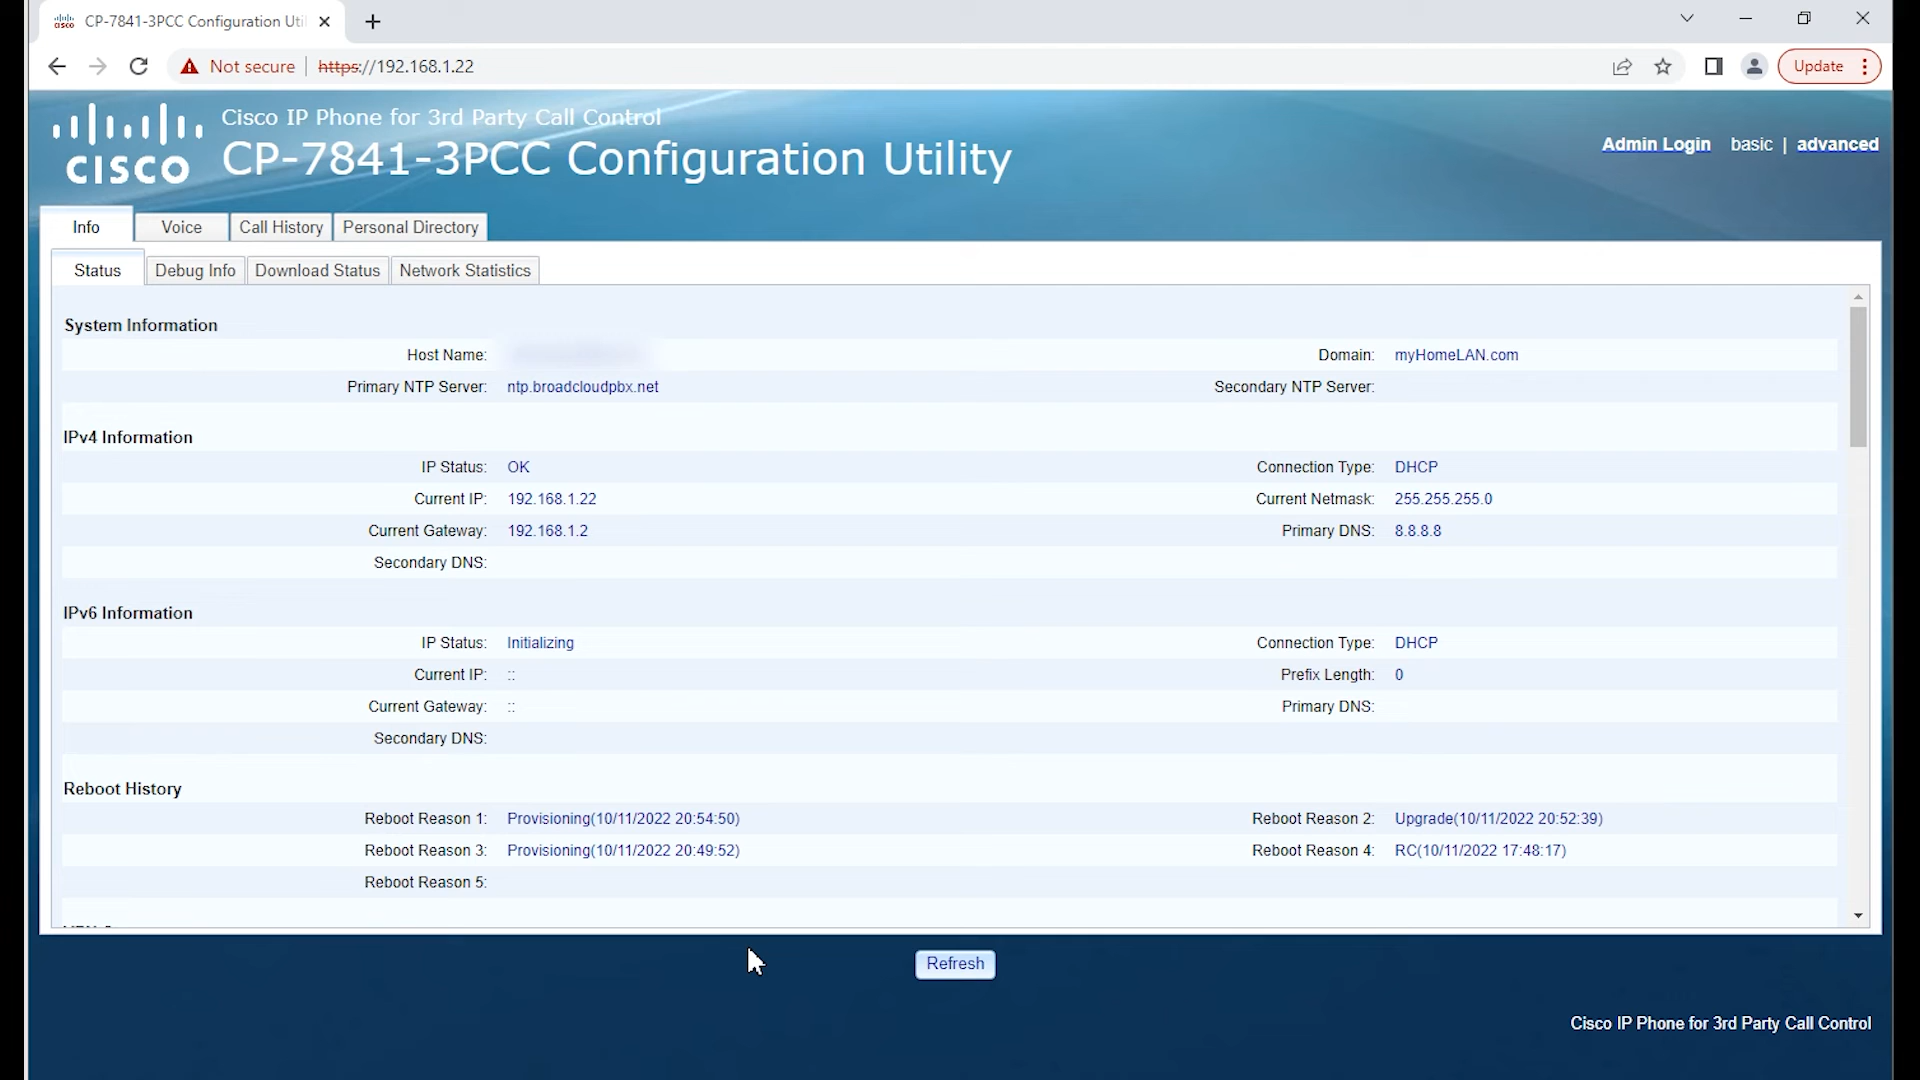 CP-7841-3PCC Configuration Uti
Not secure https://192.168.1.22
Update
CISCO
Cisco IP Phone for 3rd Party Call Control
CP-7841-3PCC Configuration Utility
Admin Login basic | advanced
Info Voice Call History Personal Directory
Status Debug Info Download Status Network Statistics
System Information
Host Name: Domain: myHomeLAN.com
Primary NTP Server: ntp.broadcloudpbx.net Secondary NTP Server:
IPv4 Information
IP Status: OK Connection Type: DHCP
Current IP: 192.168.1.22 Current Netmask: 255.255.255.0
Current Gateway: 192.168.1.2 Primary DNS: 8.8.8.8
Secondary DNS:
IPv6 Information
IP Status: Initializing Connection Type: DHCP
Current IP: :: Prefix Length: 0
Current Gateway: :: Primary DNS:
Secondary DNS:
Reboot History
Reboot Reason 1: Provisioning(10/11/2022 20:54:50) Reboot Reason 2: Upgrade(10/11/2022 20:52:39)
Reboot Reason 3: Provisioning(10/11/2022 20:49:52) Reboot Reason 4: RC(10/11/2022 17:48:17)
Reboot Reason 5:
Refresh
Cisco IP Phone for 3rd Party Call Control